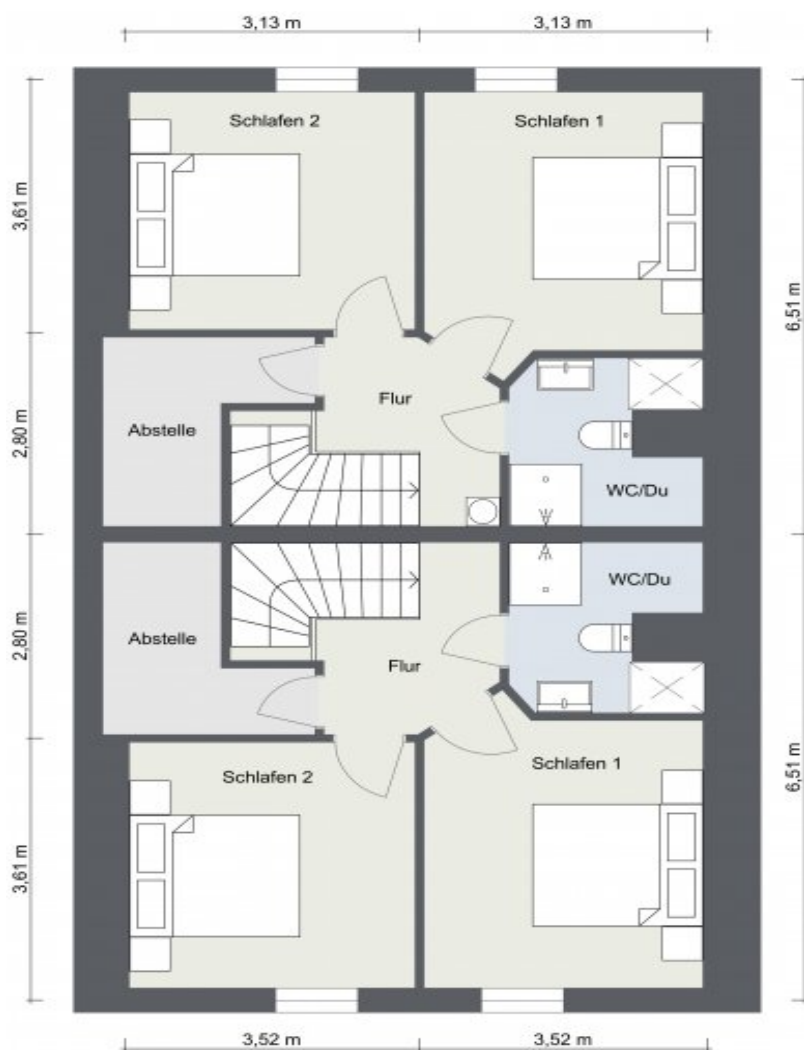 3,13 m
3,13 m
Schlafen 2
Schlafen 1
3,61 m
6,51 m
Flur
Abstelle
2,80 m
WC/Du
WC/Du
Abstelle
2,80 m
Flur
Schlafen 2
Schlafen 1
6,51 m
3,61 m
3,52 m
3,52 m